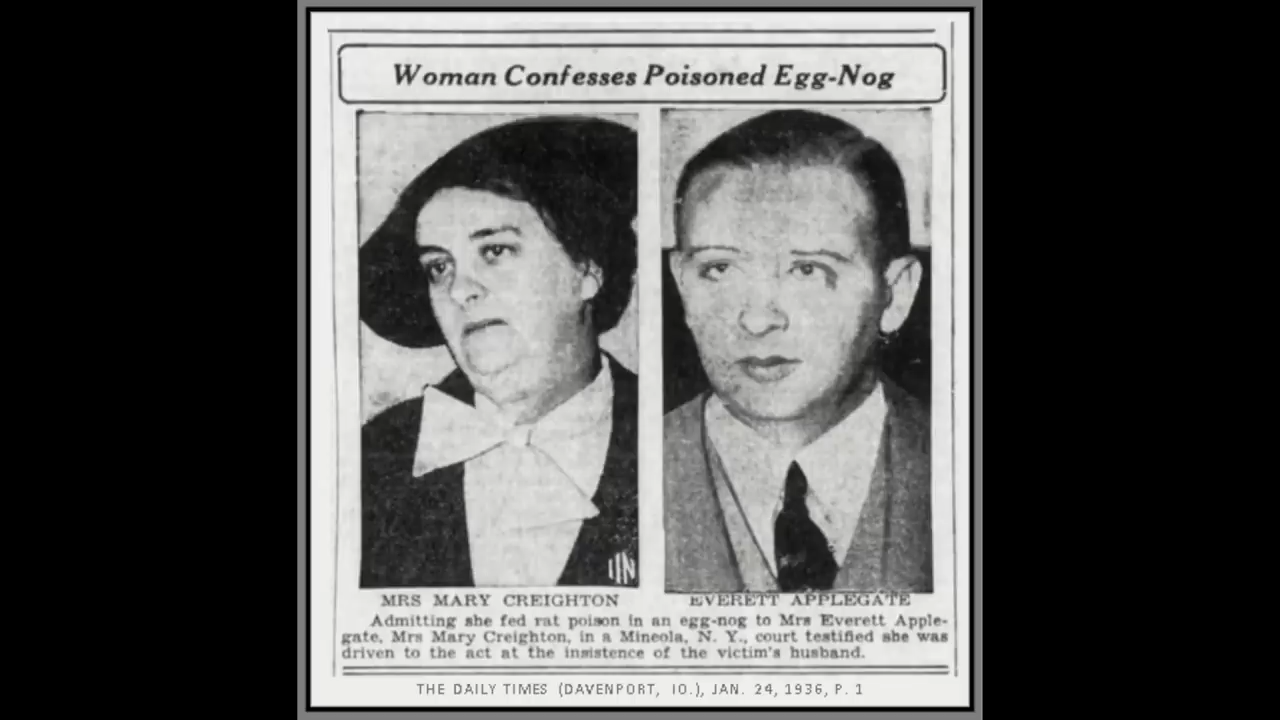 Woman Confesses Poisoned Egg-Nog
IIN
MRS MARY CREIGHTON
EVERETT APPLEGATE
Admitting she fed rat poison in an egg-nog to Mrs Everett Apple-
gate, Mrs Mary Creighton, in a Mineola, N. Y., court testified she was
driven to the act at the insistence of the victim's husband.
THE DAILY TIMES (DAVENPORT, IO.), JAN. 24, 1936, P. 1